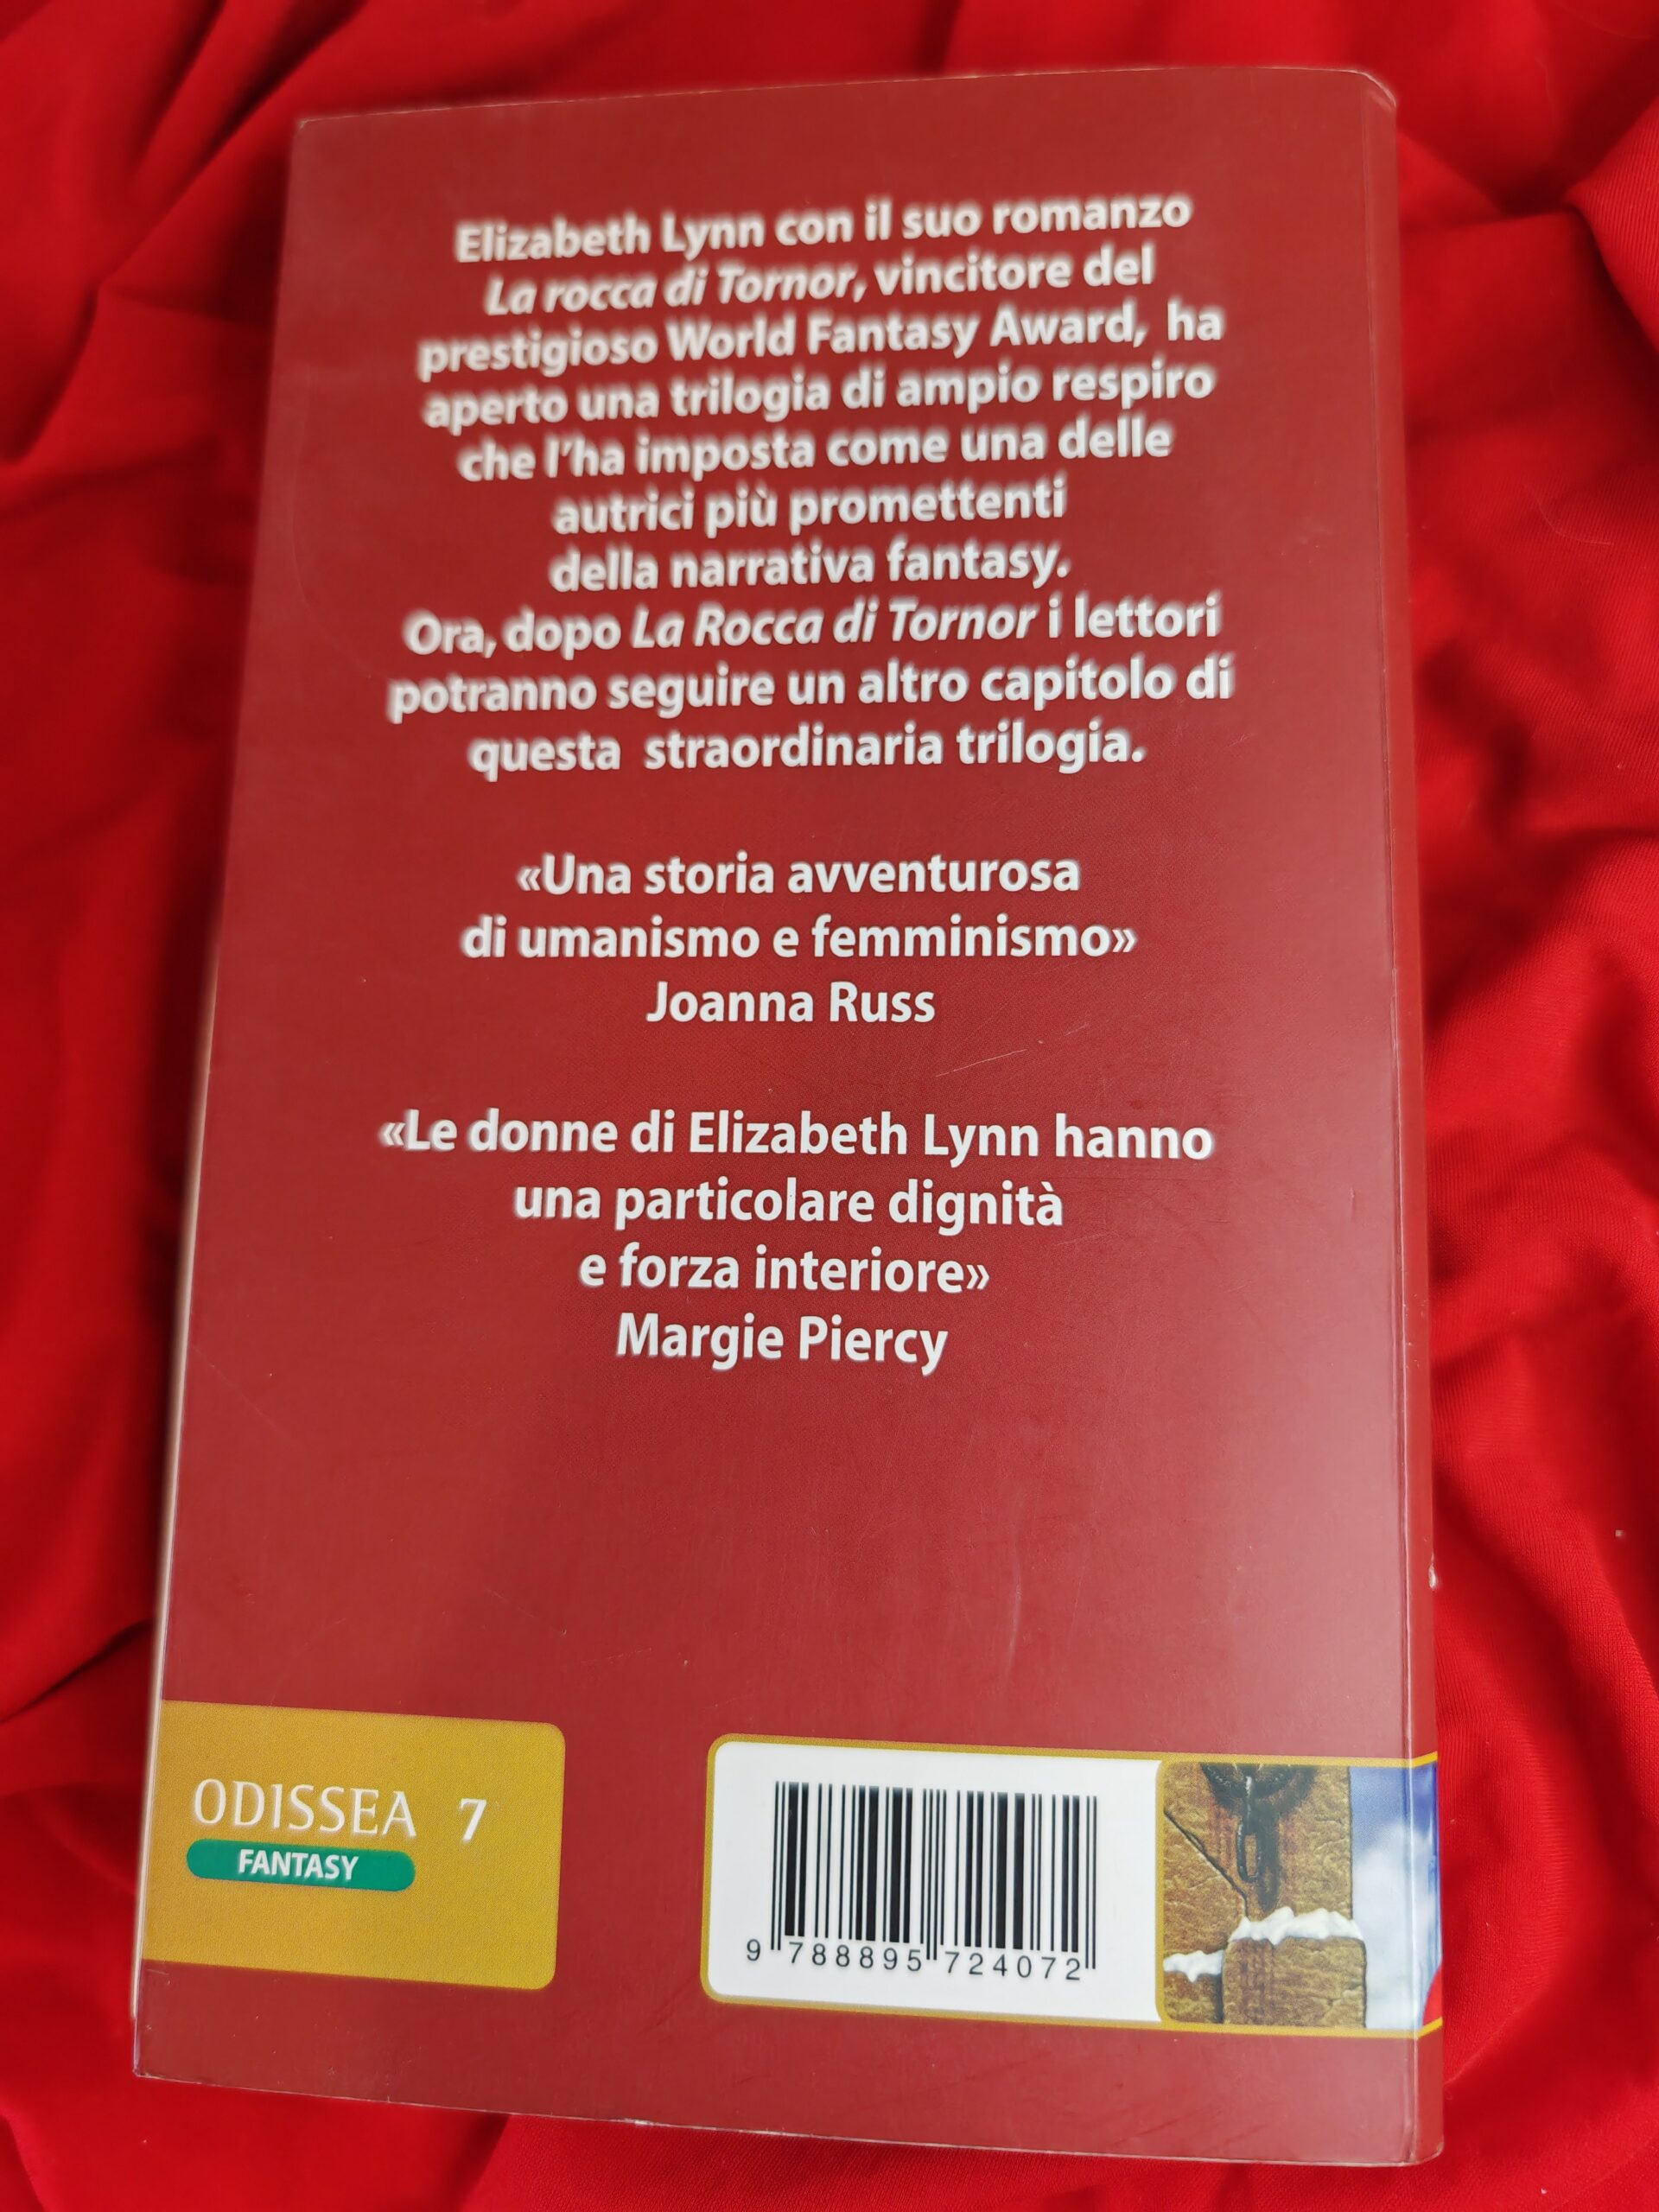 Elizabeth Lynn con il suo romanzo
La rocca di Tornor, vincitore del
prestigioso World Fantasy Award, ha
aperto una trilogia di ampio respiro
che l'ha imposta come una delle
autrici più promettenti
della narrativa fantasy.
Ora, dopo La Rocca di Tornor i lettori
potranno seguire un altro capitolo di
questa straordinaria trilogia.
«Una storia avventurosa
di umanismo e femminismo»
Joanna Russ
«Le donne di Elizabeth Lynn hanno
una particolare dignità
e forza interiore»
Margie Piercy
ODISSEA 7
FANTASY
9 788895 724072